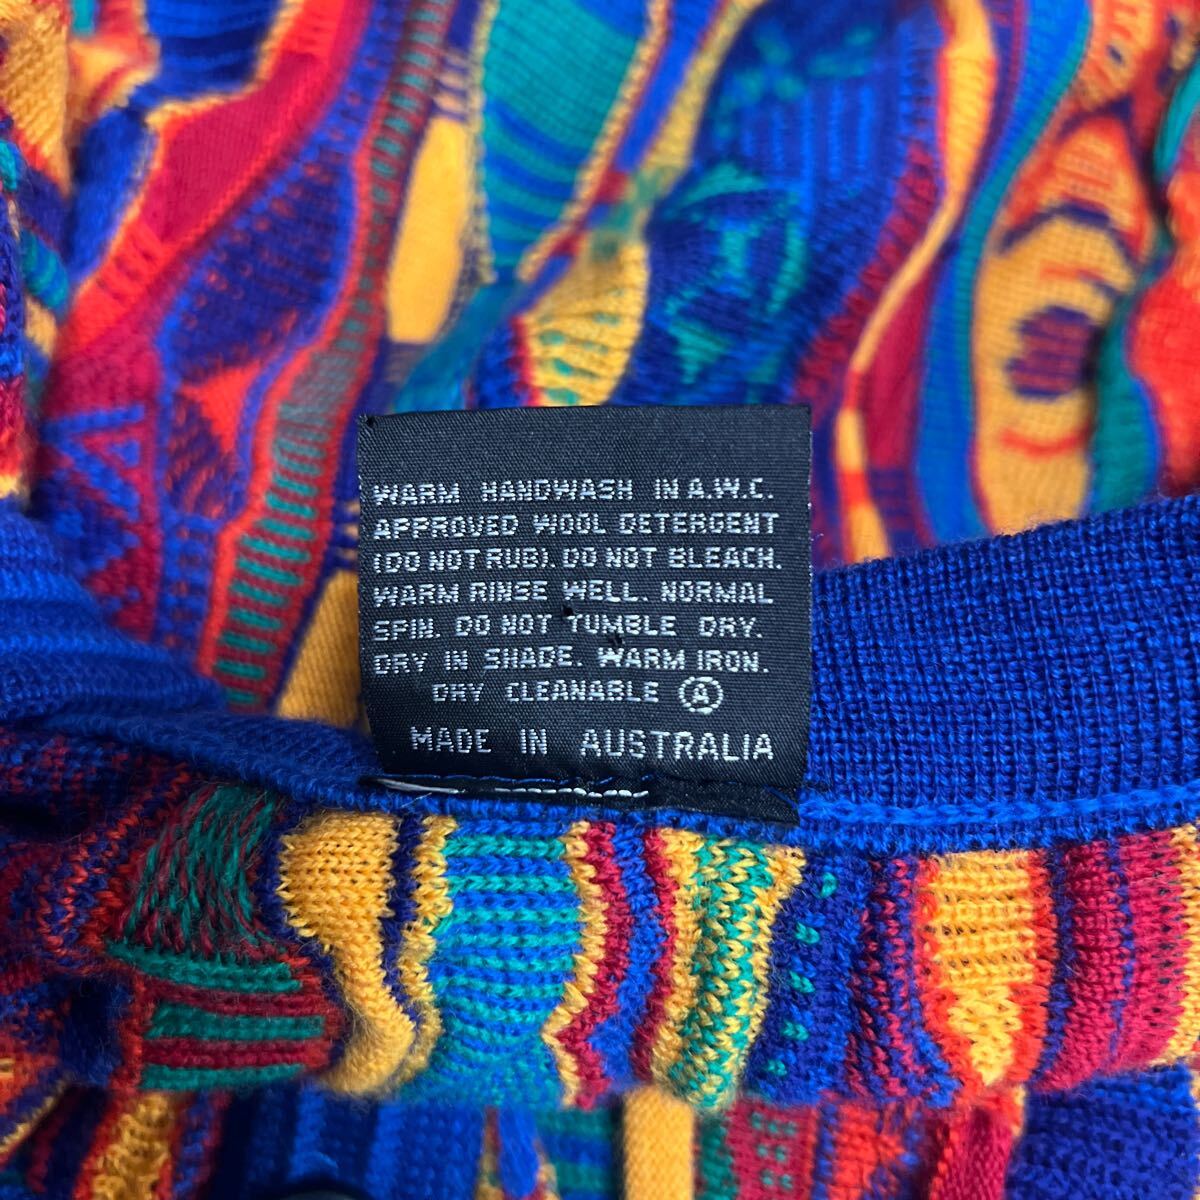 WARM HANDWASH IN A.W.C.
APPROVED WOOL DETERGENT
(DO NOT RUB). DO NOT BLEACH.
WARM RINSE WELL. NORMAL
SPIN. DO NOT TUMBLE DRY.
DRY IN SHADE. WARM IRON.
DRY CLEANABLE Ⓐ
MADE IN AUSTRALIA